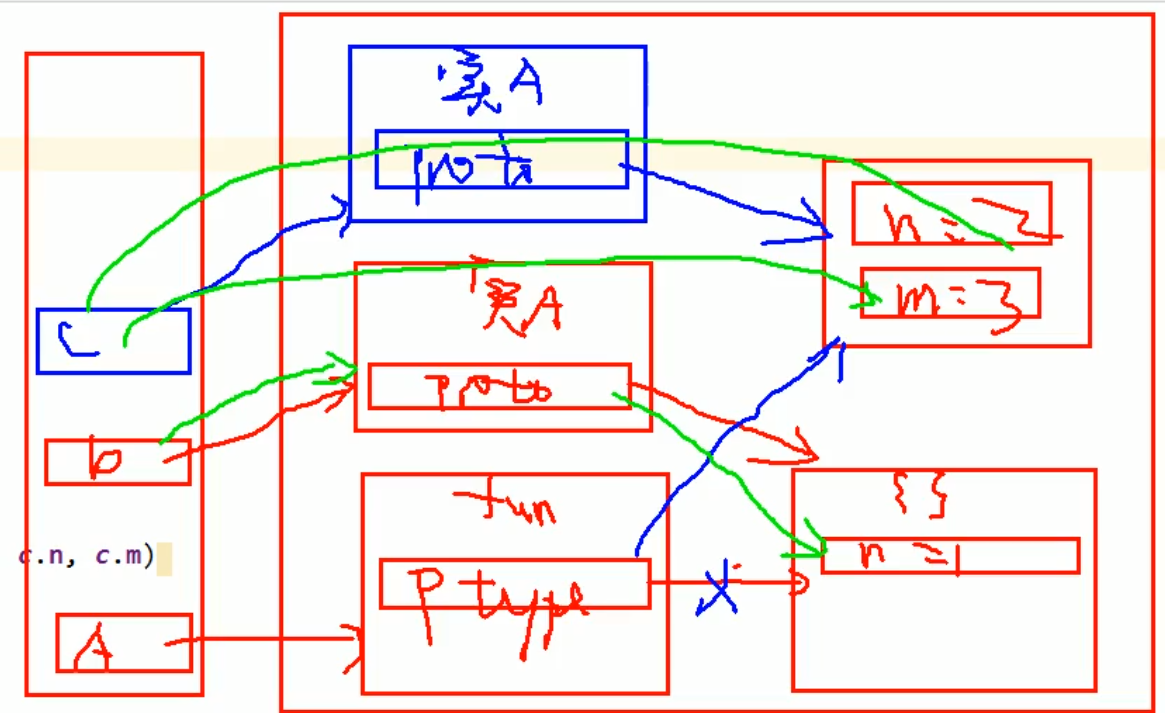 实A
proto
n=2
m=3
C
实A
proto
b
{}
fun
n=1
c.n, c.m)
P type
A